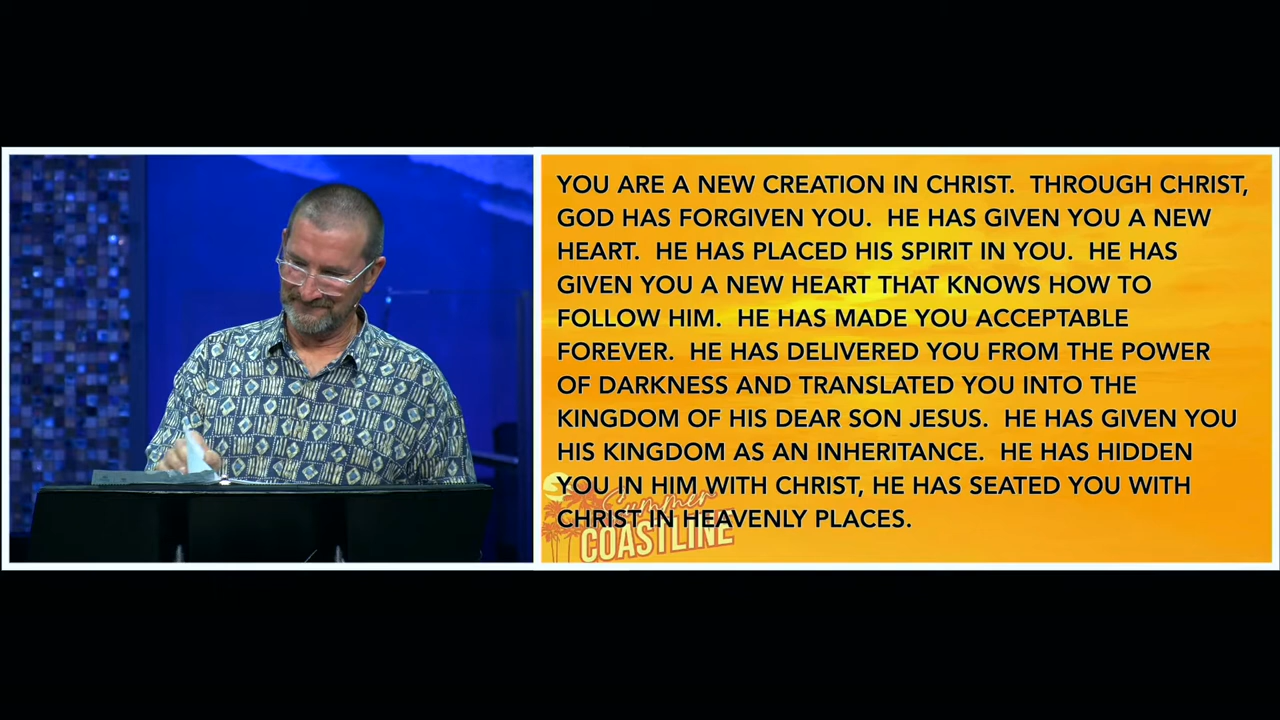 YOU ARE A NEW CREATION IN CHRIST.  THROUGH CHRIST,
GOD HAS FORGIVEN YOU.  HE HAS GIVEN YOU A NEW
HEART.  HE HAS PLACED HIS SPIRIT IN YOU.  HE HAS
GIVEN YOU A NEW HEART THAT KNOWS HOW TO
FOLLOW HIM.  HE HAS MADE YOU ACCEPTABLE
FOREVER.  HE HAS DELIVERED YOU FROM THE POWER
OF DARKNESS AND TRANSLATED YOU INTO THE
KINGDOM OF HIS DEAR SON JESUS.  HE HAS GIVEN YOU
HIS KINGDOM AS AN INHERITANCE.  HE HAS HIDDEN
YOU IN HIM WITH CHRIST, HE HAS SEATED YOU WITH
CHRIST IN HEAVENLY PLACES.
Summer
COASTLINE